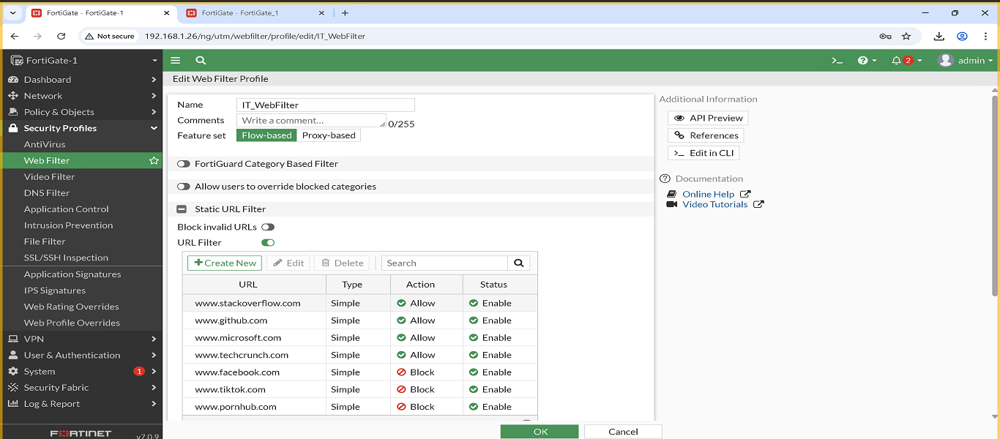 FortiGate - FortiGate-1
FortiGate - FortiGate_1
Not secure 192.168.1.26/ng/utm/webfilter/profile/edit/IT_WebFilter
FortiGate-1
Dashboard
Network
Policy & Objects
Security Profiles
AntiVirus
Web Filter
Video Filter
DNS Filter
Application Control
Intrusion Prevention
File Filter
SSL/SSH Inspection
Application Signatures
IPS Signatures
Web Rating Overrides
Web Profile Overrides
VPN
User & Authentication
System 1
Security Fabric
Log & Report
FORTINET v7.0.9
2 admin
Edit Web Filter Profile
Name IT_WebFilter
Comments Write a comment... 0/255
Feature set Flow-based Proxy-based
FortiGuard Category Based Filter
Allow users to override blocked categories
Static URL Filter
Block invalid URLs
URL Filter
+ Create New Edit Delete Search
URL Type Action Status
www.stackoverflow.com Simple Allow Enable
www.github.com Simple Allow Enable
www.microsoft.com Simple Allow Enable
www.techcrunch.com Simple Allow Enable
www.facebook.com Simple Block Enable
www.tiktok.com Simple Block Enable
www.pornhub.com Simple Block Enable
OK Cancel
Additional Information
API Preview
References
>_ Edit in CLI
Documentation
Online Help
Video Tutorials